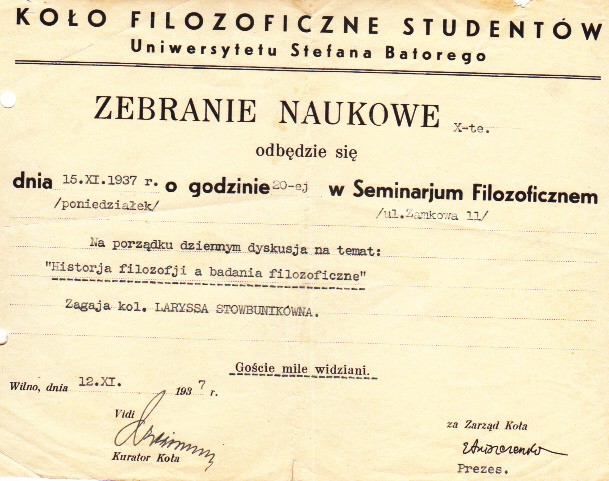 KOŁO FILOZOFICZNE STUDENTÓW
Uniwersytetu Stefana Batorego
ZEBRANIE NAUKOWE X-te.
odbędzie się
dnia 15.XI.1937 r. o godzinie 20-ej w Seminarjum Filozoficznem
/poniedziałek/ /ul.Zamkowa 11/
Na porządku dziennym dyskusja na temat:
"Historja filozofji a badania filozoficzne"
Zagaja kol. LARYSSA STOWBUNIKÓWNA.
Goście mile widziani.
Wilno, dnia 12.XI. 1937 r.
Vidi
Kurator Koła
za Zarząd Koła
Prezes.